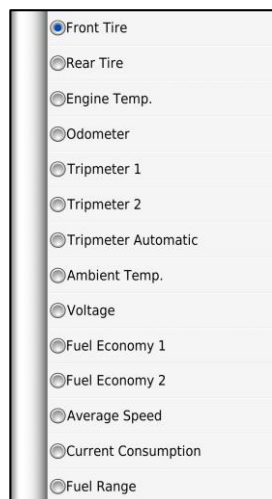 Front Tire
Rear Tire
Engine Temp.
Odometer
Tripmeter 1
Tripmeter 2
Tripmeter Automatic
Ambient Temp.
Voltage
Fuel Economy 1
Fuel Economy 2
Average Speed
Current Consumption
Fuel Range